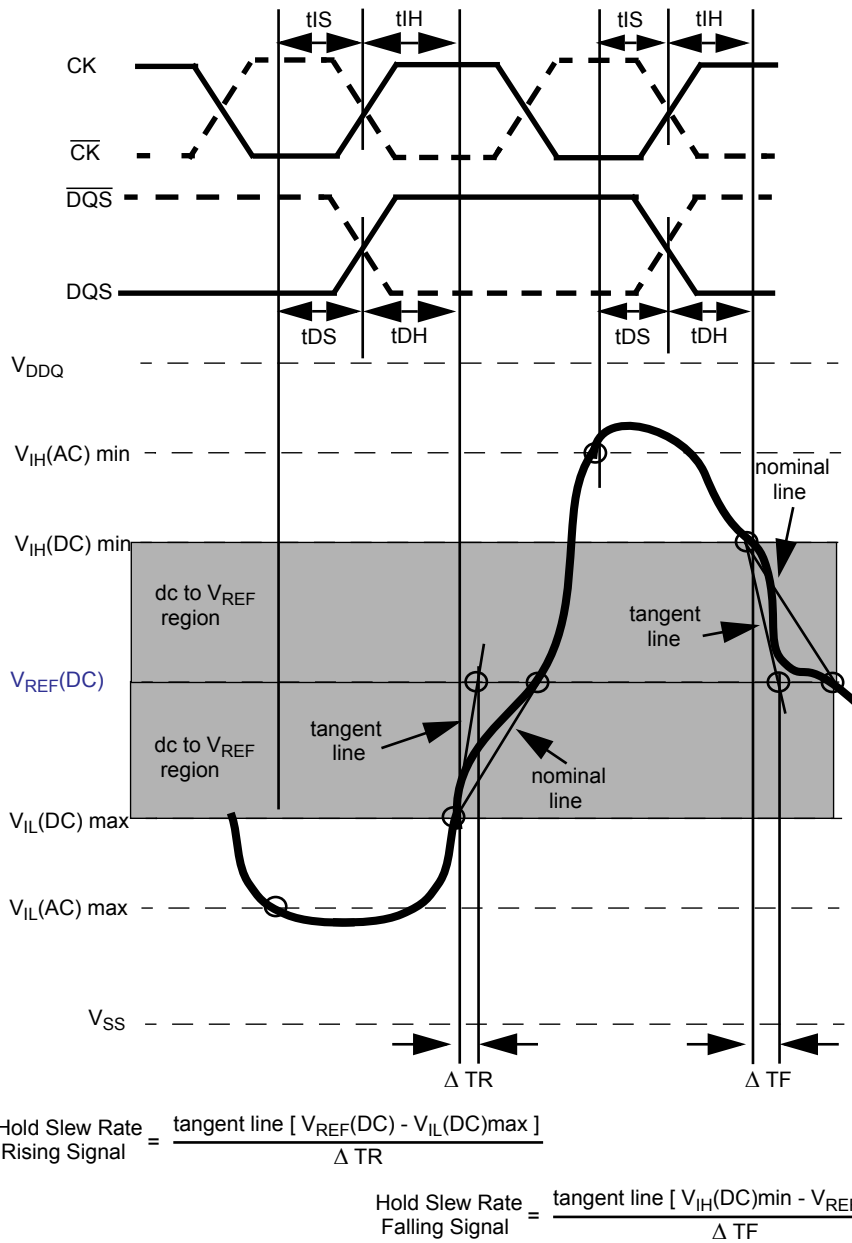 tIS tIH tIS tIH
CK
C̅K̅
D̅Q̅S̅
DQS
tDS tDH tDS tDH
VDDQ
VIH(AC) min
nominal
line
VIH(DC) min
dc to VREF
region
tangent
line
VREF(DC)
tangent
line
dc to VREF
region
nominal
line
VIL(DC) max
VIL(AC) max
VSS
Δ TR Δ TF
Hold Slew Rate
Rising Signal = tangent line [ VREF(DC) - VIL(DC)max ]
Δ TR
Hold Slew Rate
Falling Signal = tangent line [ VIH(DC)min - VREF
Δ TF